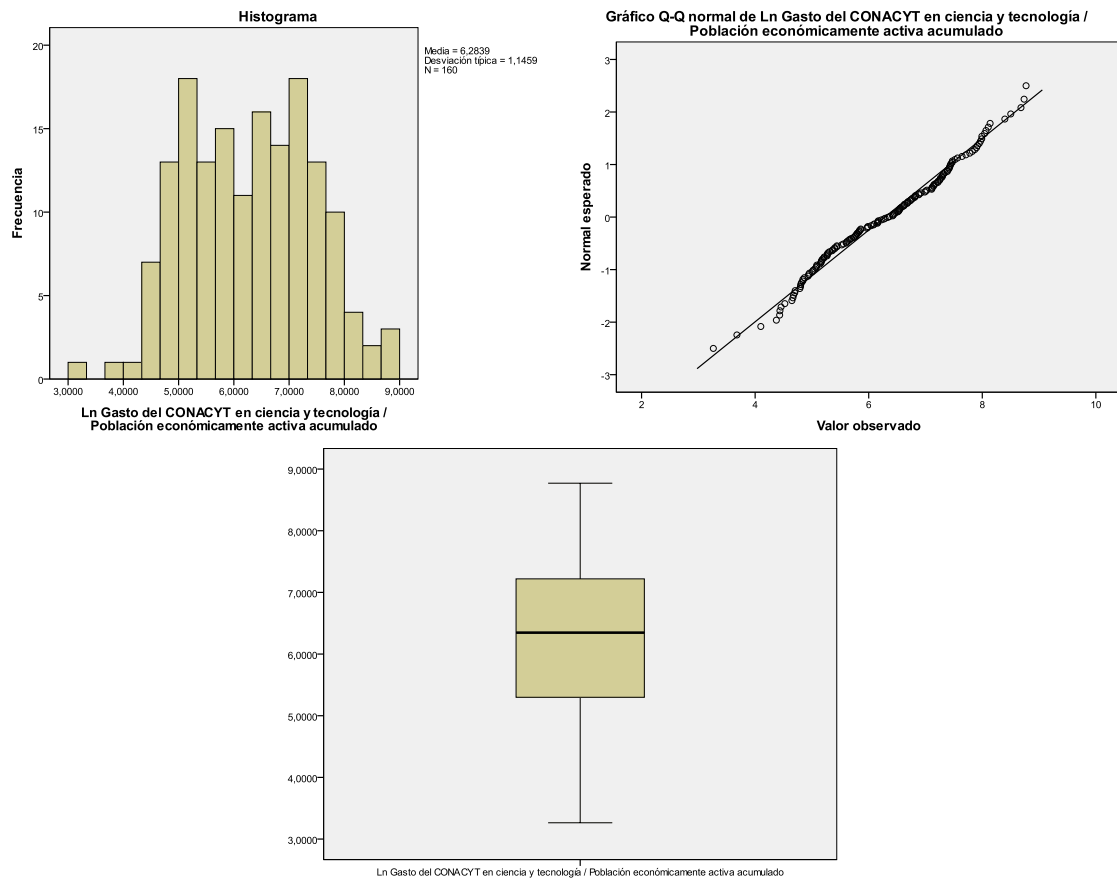 Histograma
Media = 6,2839
Desviación típica = 1,1459
N = 160
20
15
10
5
0
Frecuencia
3,0000 4,0000 5,0000 6,0000 7,0000 8,0000 9,0000
Ln Gasto del CONACYT en ciencia y tecnología /
Población económicamente activa acumulado
Gráfico Q-Q normal de Ln Gasto del CONACYT en ciencia y tecnología /
Población económicamente activa acumulado
3
2
1
0
-1
-2
-3
Normal esperado
2 4 6 8 10
Valor observado
9,0000
8,0000
7,0000
6,0000
5,0000
4,0000
3,0000
Ln Gasto del CONACYT en ciencia y tecnología / Población económicamente activa acumulado